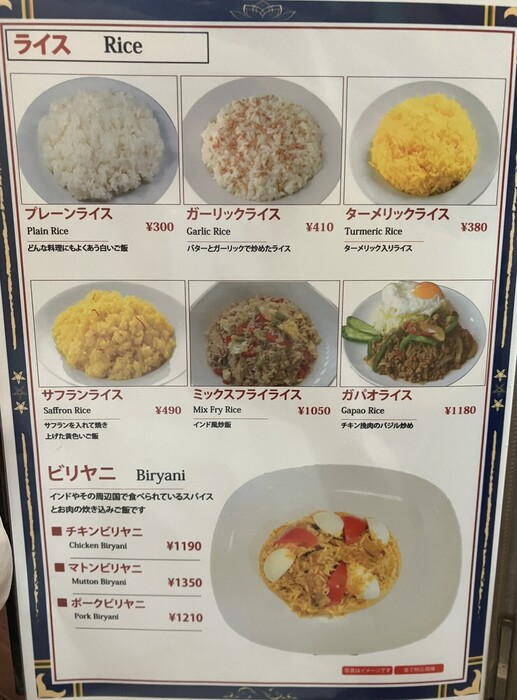 ライス Rice
プレーンライス
Plain Rice ¥300
どんな料理にもよくあう白いご飯
ガーリックライス
Garlic Rice ¥410
バターとガーリックで炒めたライス
ターメリックライス
Turmeric Rice ¥380
ターメリック入りライス
サフランライス
Saffron Rice ¥490
サフランを入れて焼き
上げた黄色いご飯
ミックスフライライス
Mix Fry Rice ¥1050
インド風炒飯
ガパオライス
Gapao Rice ¥1180
チキン挽肉のバジル炒め
ビリヤニ Biryani
インドやその周辺国で食べられているスパイス
とお肉の炊き込みご飯です
■ チキンビリヤニ
Chicken Biryani ¥1190
■ マトンビリヤニ
Mutton Biryani ¥1350
■ ポークビリヤニ
Pork Biryani ¥1210
写真はイメージです 全て税込価格